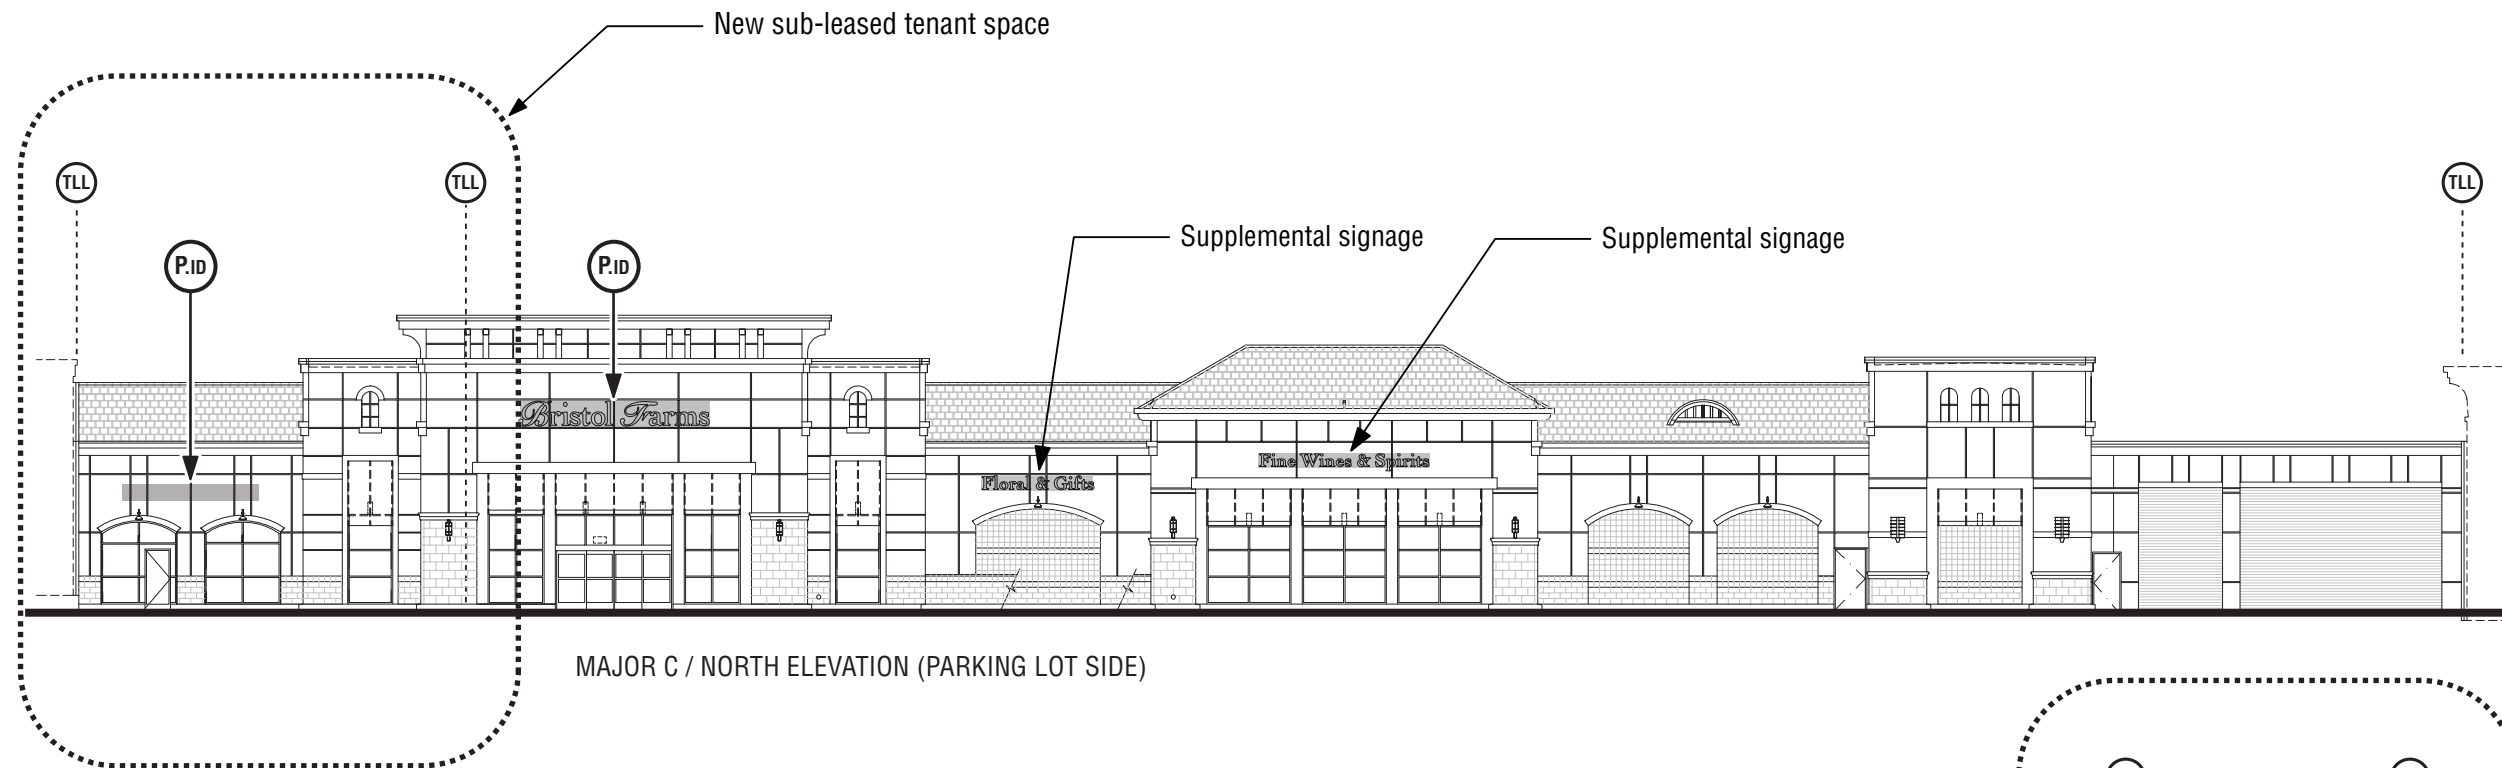 New sub-leased tenant space
TLL
TLL
TLL
P.ID
P.ID
Supplemental signage
Supplemental signage
Bristol Farms
Fine Wines & Spirits
Floral & Gifts
MAJOR C / NORTH ELEVATION (PARKING LOT SIDE)